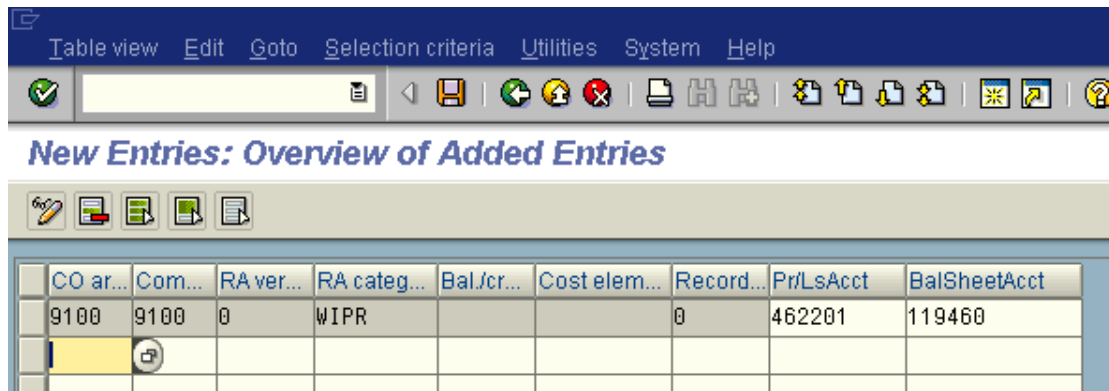 Table view Edit Goto Selection criteria Utilities System Help
New Entries: Overview of Added Entries
CO ar... Com... RA ver... RA categ... Bal./cr... Cost elem... Record... Pr/LsAcct BalSheetAcct
9100 9100 0 WIPR 0 462201 119460